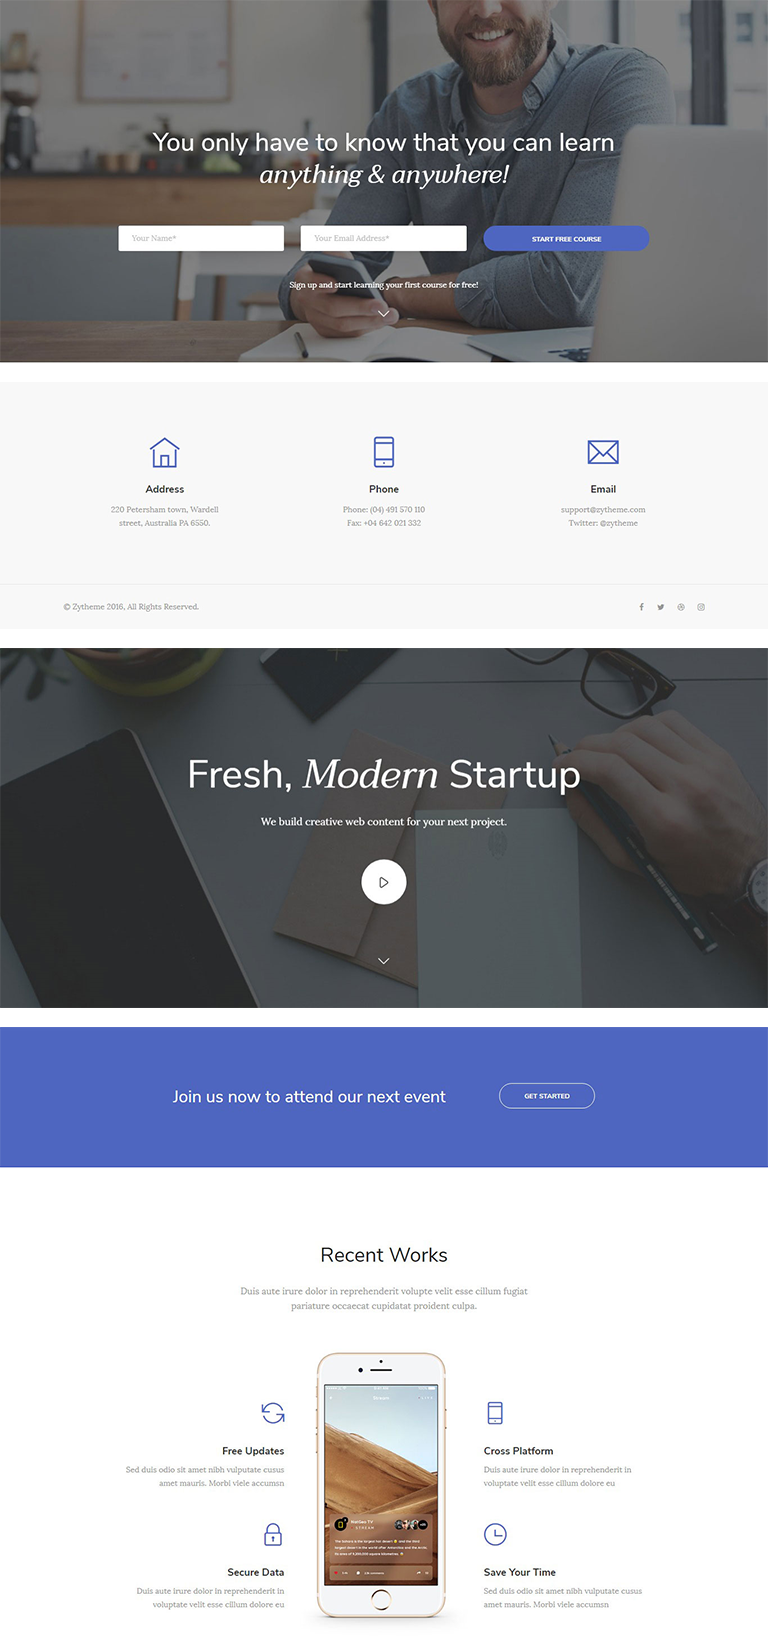 You only have to know that you can learn
anything & anywhere!
Your Name*
Your Email Address*
START FREE COURSE
Sign up and start learning your first course for free!
Address
220 Petersham town, Wardell
street, Australia PA 6550.
Phone
Phone: (04) 491 570 110
Fax: +04 642 021 332
Email
support@zytheme.com
Twitter: @zytheme
© Zytheme 2016, All Rights Reserved.
Fresh, Modern Startup
We build creative web content for your next project.
Join us now to attend our next event
GET STARTED
Recent Works
Duis aute irure dolor in reprehenderit volupte velit esse cillum fugiat
pariature occaecat cupidatat proident culpa.
Free Updates
Sed duis odio sit amet nibh vulputate cusus
amet mauris. Morbi viele accumsn
Secure Data
Duis aute irure dolor in reprehenderit in
voluptate velit esse cillum dolore eu
Stream
STREAM
Cross Platform
Duis aute irure dolor in reprehenderit in
voluptate velit esse cillum dolore eu
Save Your Time
Sed duis odio sit amet nibh vulputate cusus
amet mauris. Morbi viele accumsn